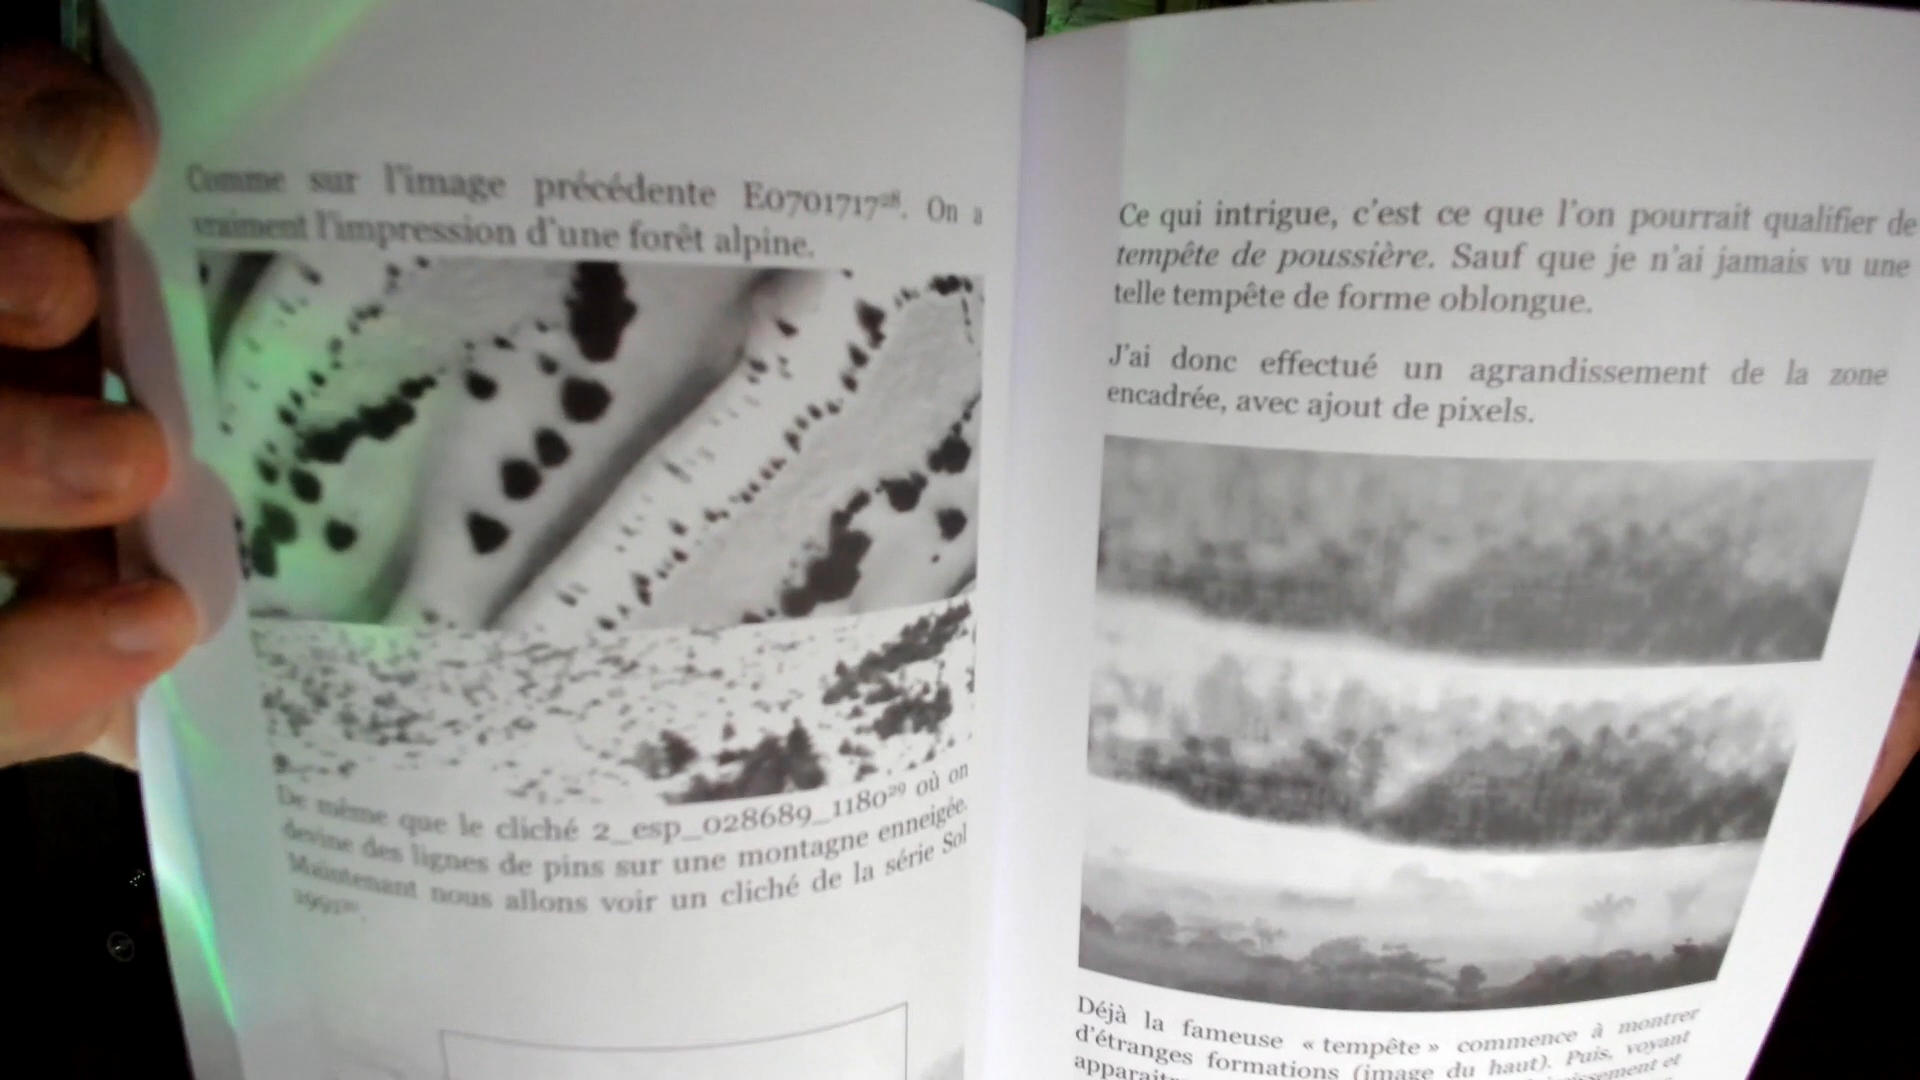 Comme sur l'image précédente E0701717²⁸. On a
vraiment l'impression d'une forêt alpine.
De même que le cliché 2_esp_028689_1180²⁹ où on
devine des lignes de pins sur une montagne enneigée.
Maintenant nous allons voir un cliché de la série Sol
Ce qui intrigue, c'est ce que l'on pourrait qualifier de
tempête de poussière. Sauf que je n'ai jamais vu une
telle tempête de forme oblongue.
J'ai donc effectué un agrandissement de la zone
encadrée, avec ajout de pixels.
Déjà la fameuse « tempête » commence à montrer
d'étranges formations (image du haut). Puis, voyant